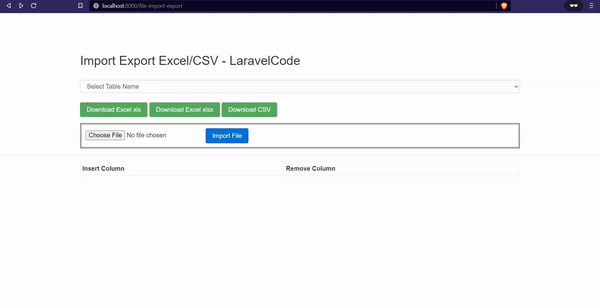 localhost:8000/file-import-export
Import Export Excel/CSV - LaravelCode
Select Table Name
Download Excel xls Download Excel xlsx Download CSV
Choose File No file chosen Import File
Insert Column Remove Column